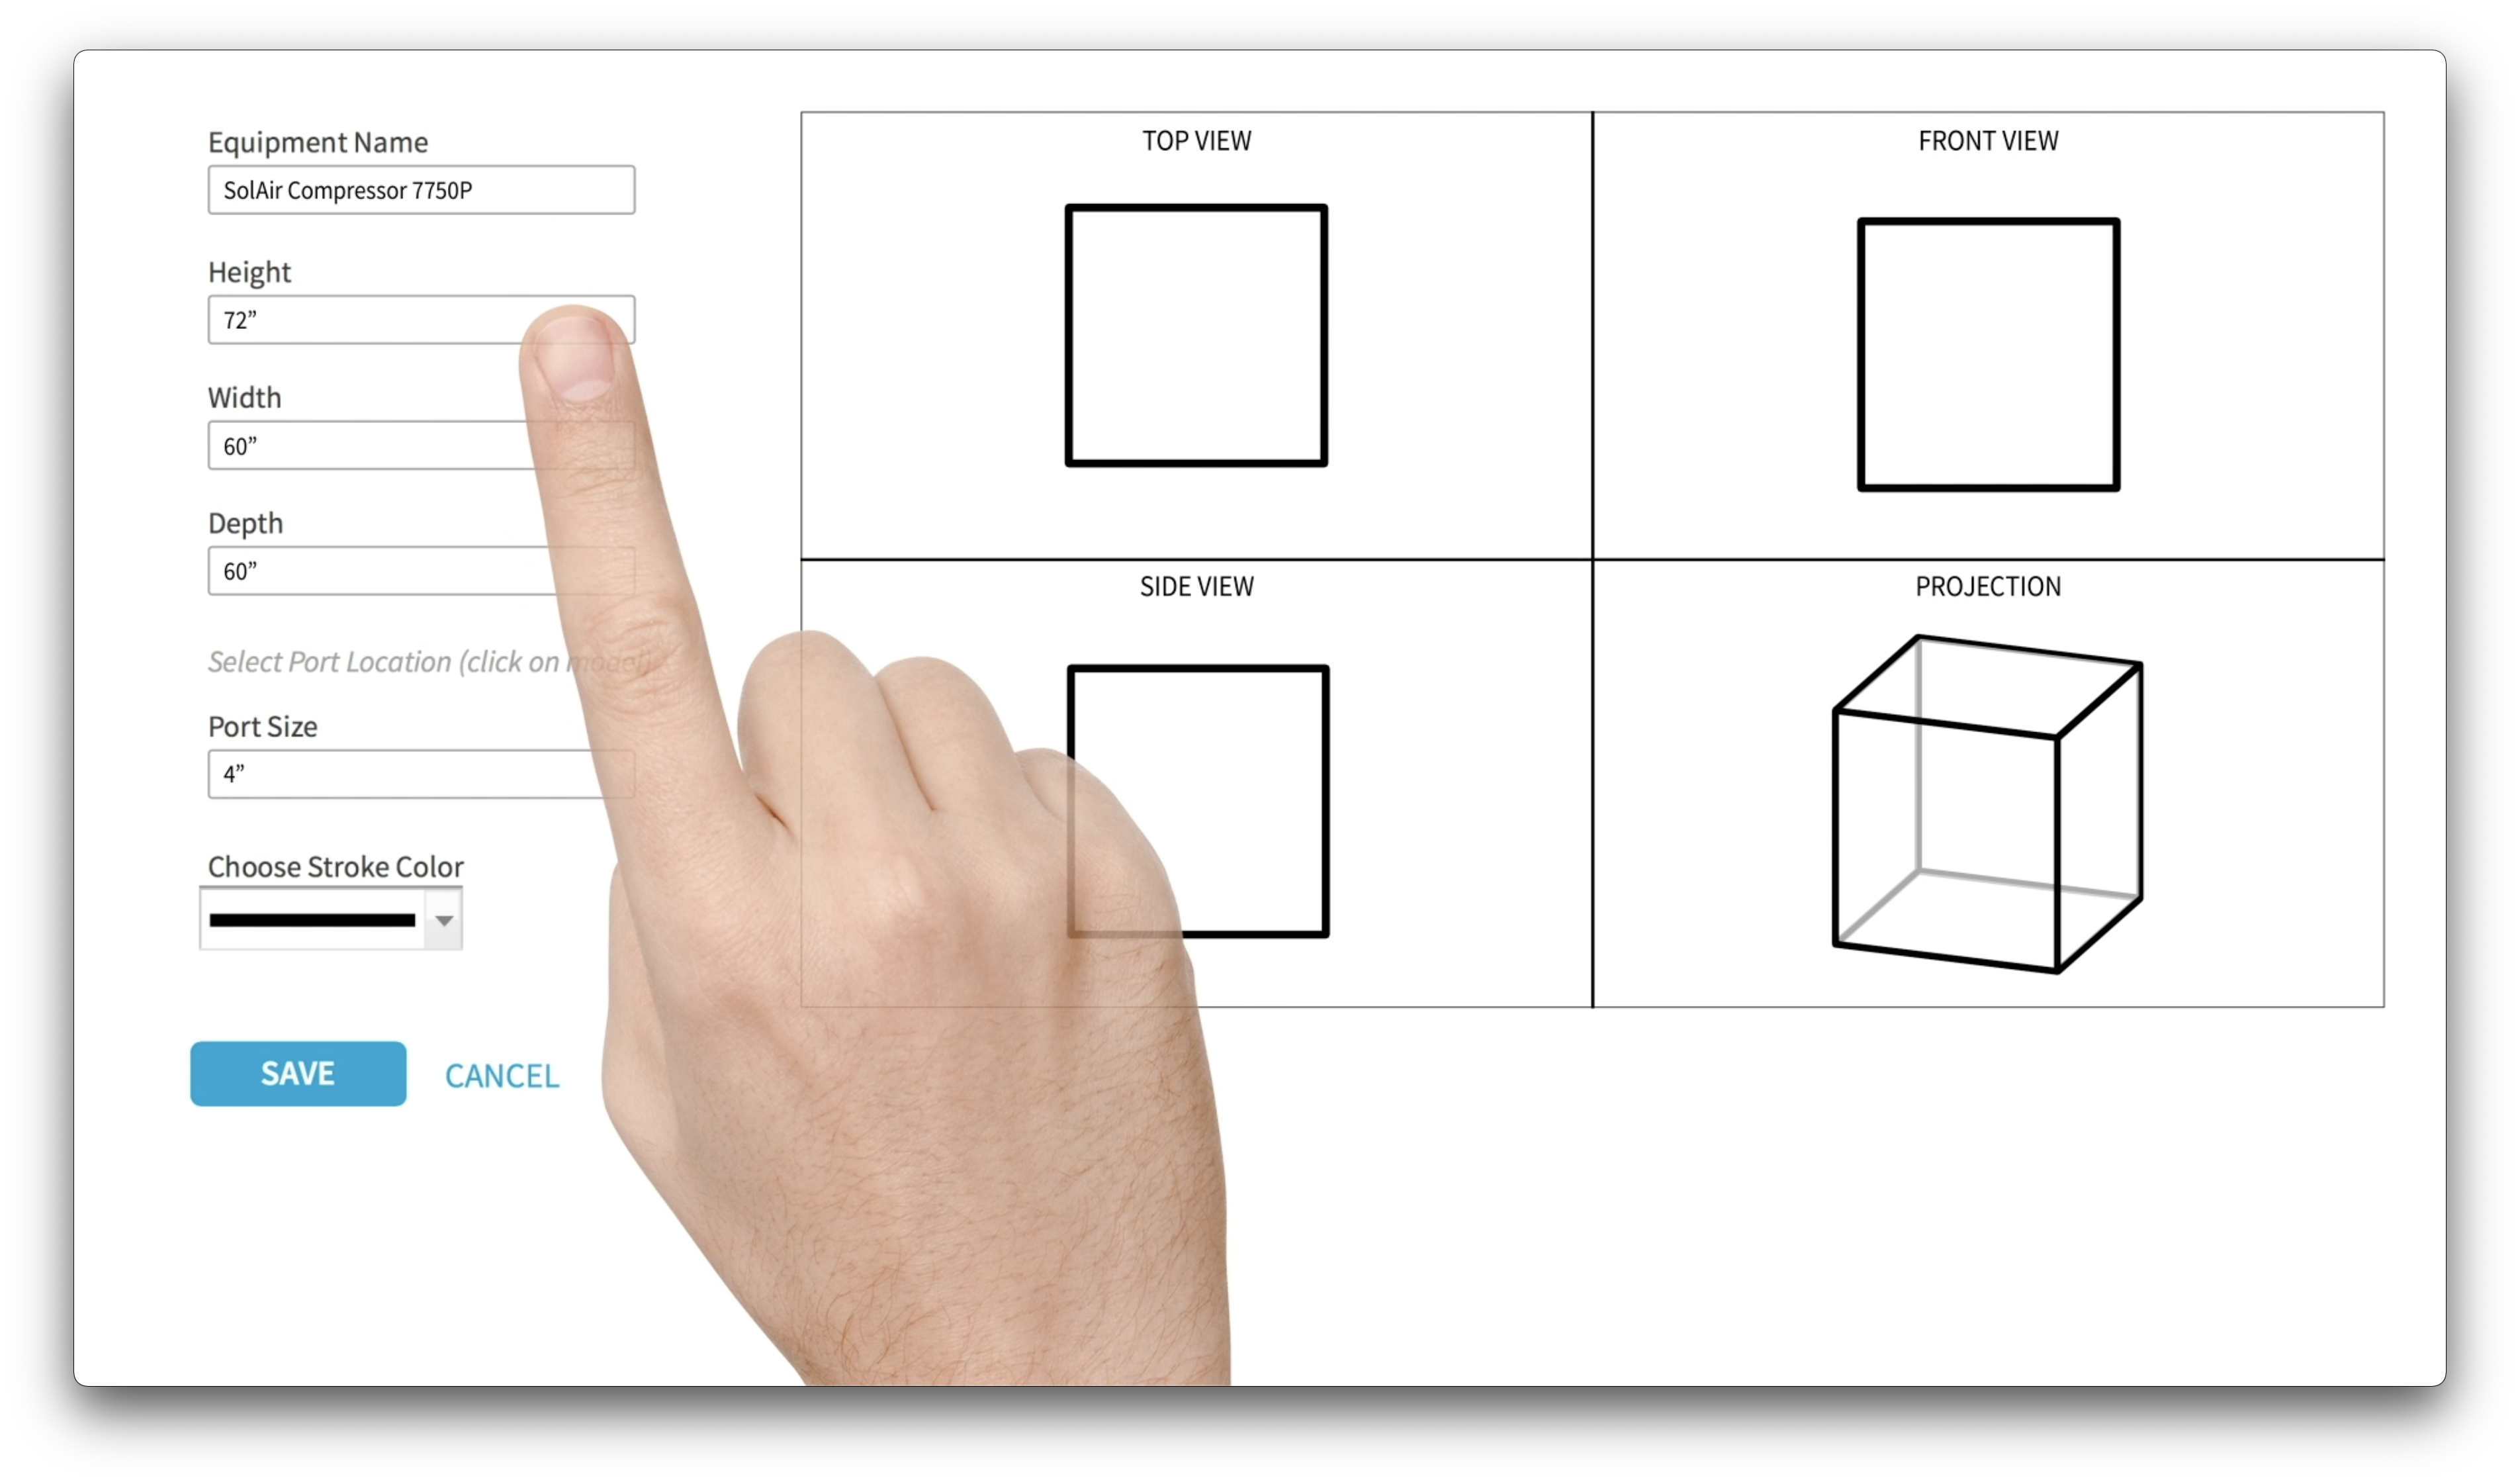 Equipment Name
SolAir Compressor 7750P
Height
72”
Width
60”
Depth
60”
Select Port Location (click on model)
Port Size
4”
Choose Stroke Color
SAVE
CANCEL
TOP VIEW
FRONT VIEW
SIDE VIEW
PROJECTION